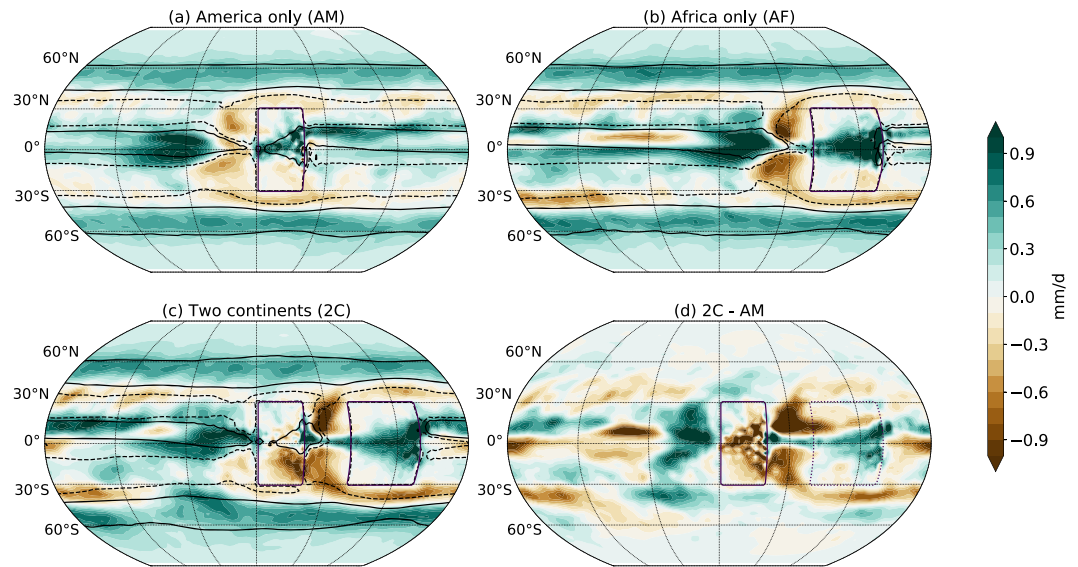 (a) America only (AM)
(b) Africa only (AF)
60°N
30°N
0°
30°S
60°S
60°N
30°N
0°
30°S
60°S
(c) Two continents (2C)
(d) 2C - AM
60°N
30°N
0°
30°S
60°S
60°N
30°N
0°
30°S
60°S
0.9
0.6
0.3
0.0
−0.3
−0.6
−0.9
mm/d